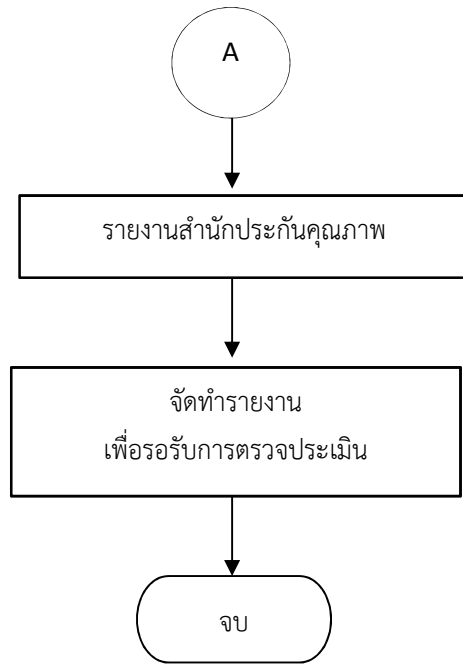 A
รายงานสำนักประกันคุณภาพ
จัดทำรายงาน
เพื่อรอรับการตรวจประเมิน
จบ